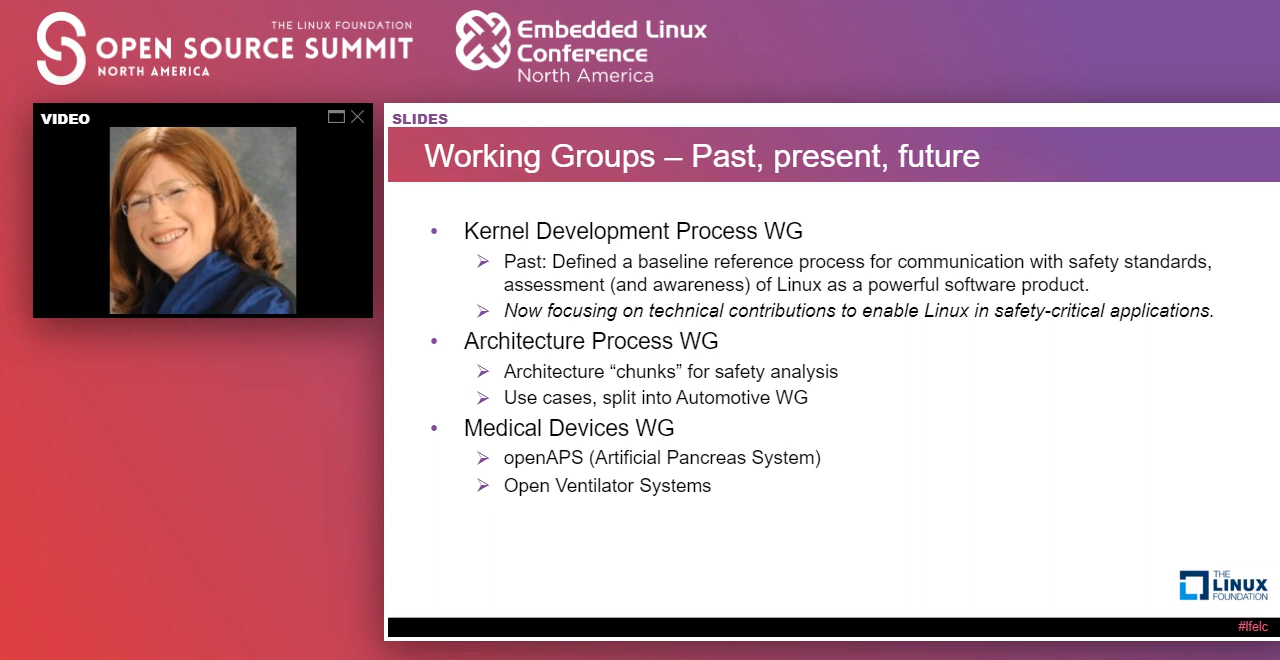 THE LINUX FOUNDATION
OPEN SOURCE SUMMIT
NORTH AMERICA
Embedded Linux
Conference
North America
VIDEO
SLIDES
Working Groups – Past, present, future
• Kernel Development Process WG
➢ Past: Defined a baseline reference process for communication with safety standards,
assessment (and awareness) of Linux as a powerful software product.
➢ Now focusing on technical contributions to enable Linux in safety-critical applications.
• Architecture Process WG
➢ Architecture “chunks” for safety analysis
➢ Use cases, split into Automotive WG
• Medical Devices WG
➢ openAPS (Artificial Pancreas System)
➢ Open Ventilator Systems
THE
LINUX
FOUNDATION
#lfelc